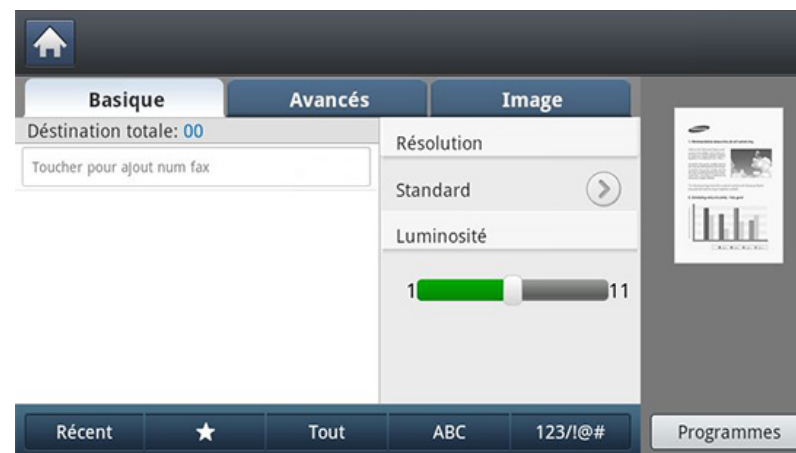 Basique
Avancés
Image
Déstination totale: 00
Toucher pour ajout num fax
Résolution
Standard
Luminosité
1
11
Récent
★
Tout
ABC
123/!@#
Programmes